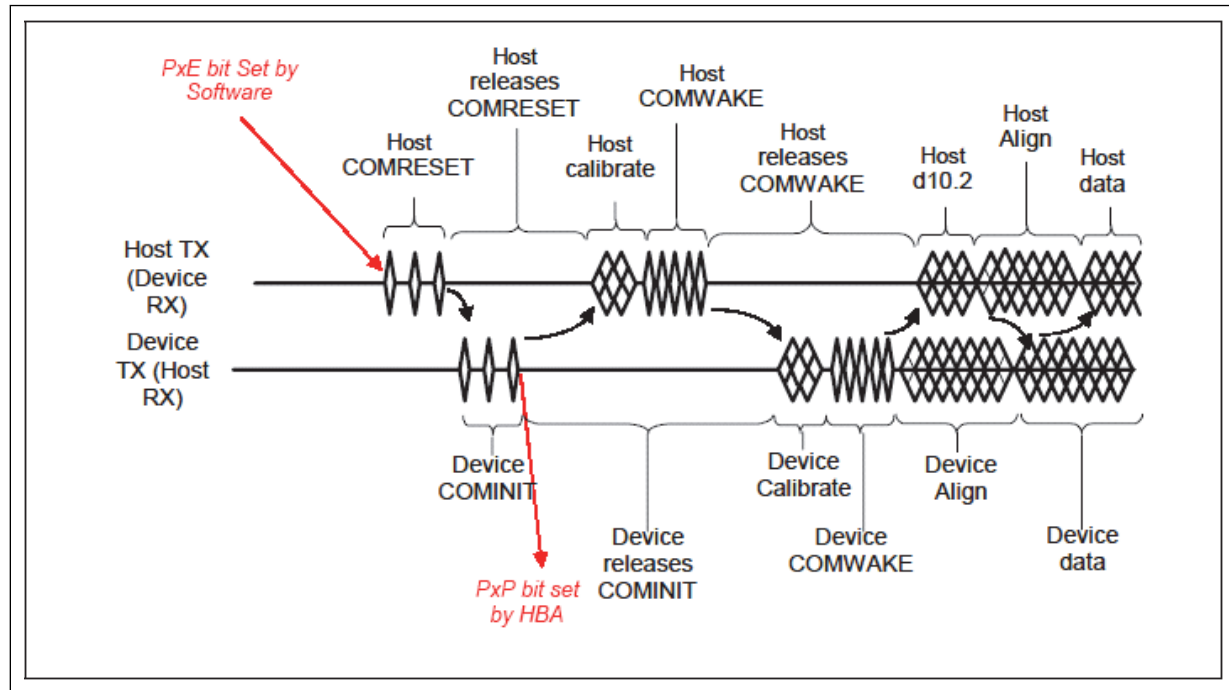 PxE bit Set by
Software
Host
releases
COMRESET
Host
COMWAKE
Host
COMRESET
Host
calibrate
Host
releases
COMWAKE
Host
d10.2
Host
Align
Host
data
Host TX
(Device
RX)
Device
TX (Host
RX)
Device
COMINIT
Device
releases
COMINIT
Device
Calibrate
Device
COMWAKE
Device
Align
Device
data
PxP bit set
by HBA